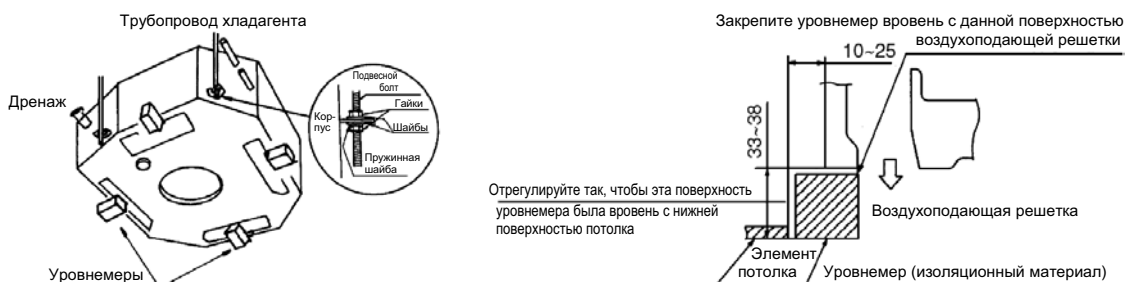 Трубопровод хладагента
Дренаж
Подвесной
болт
Гайки
Кор-
пус
Шайбы
Пружинная
шайба
Уровнемеры
Закрепите уровнемер вровень с данной поверхностью
воздухоподающей решетки
10~25
33~38
Отрегулируйте так, чтобы эта поверхность
уровнемера была вровень с нижней
поверхностью потолка
Воздухоподающая решетка
Элемент
потолка
Уровнемер (изоляционный материал)